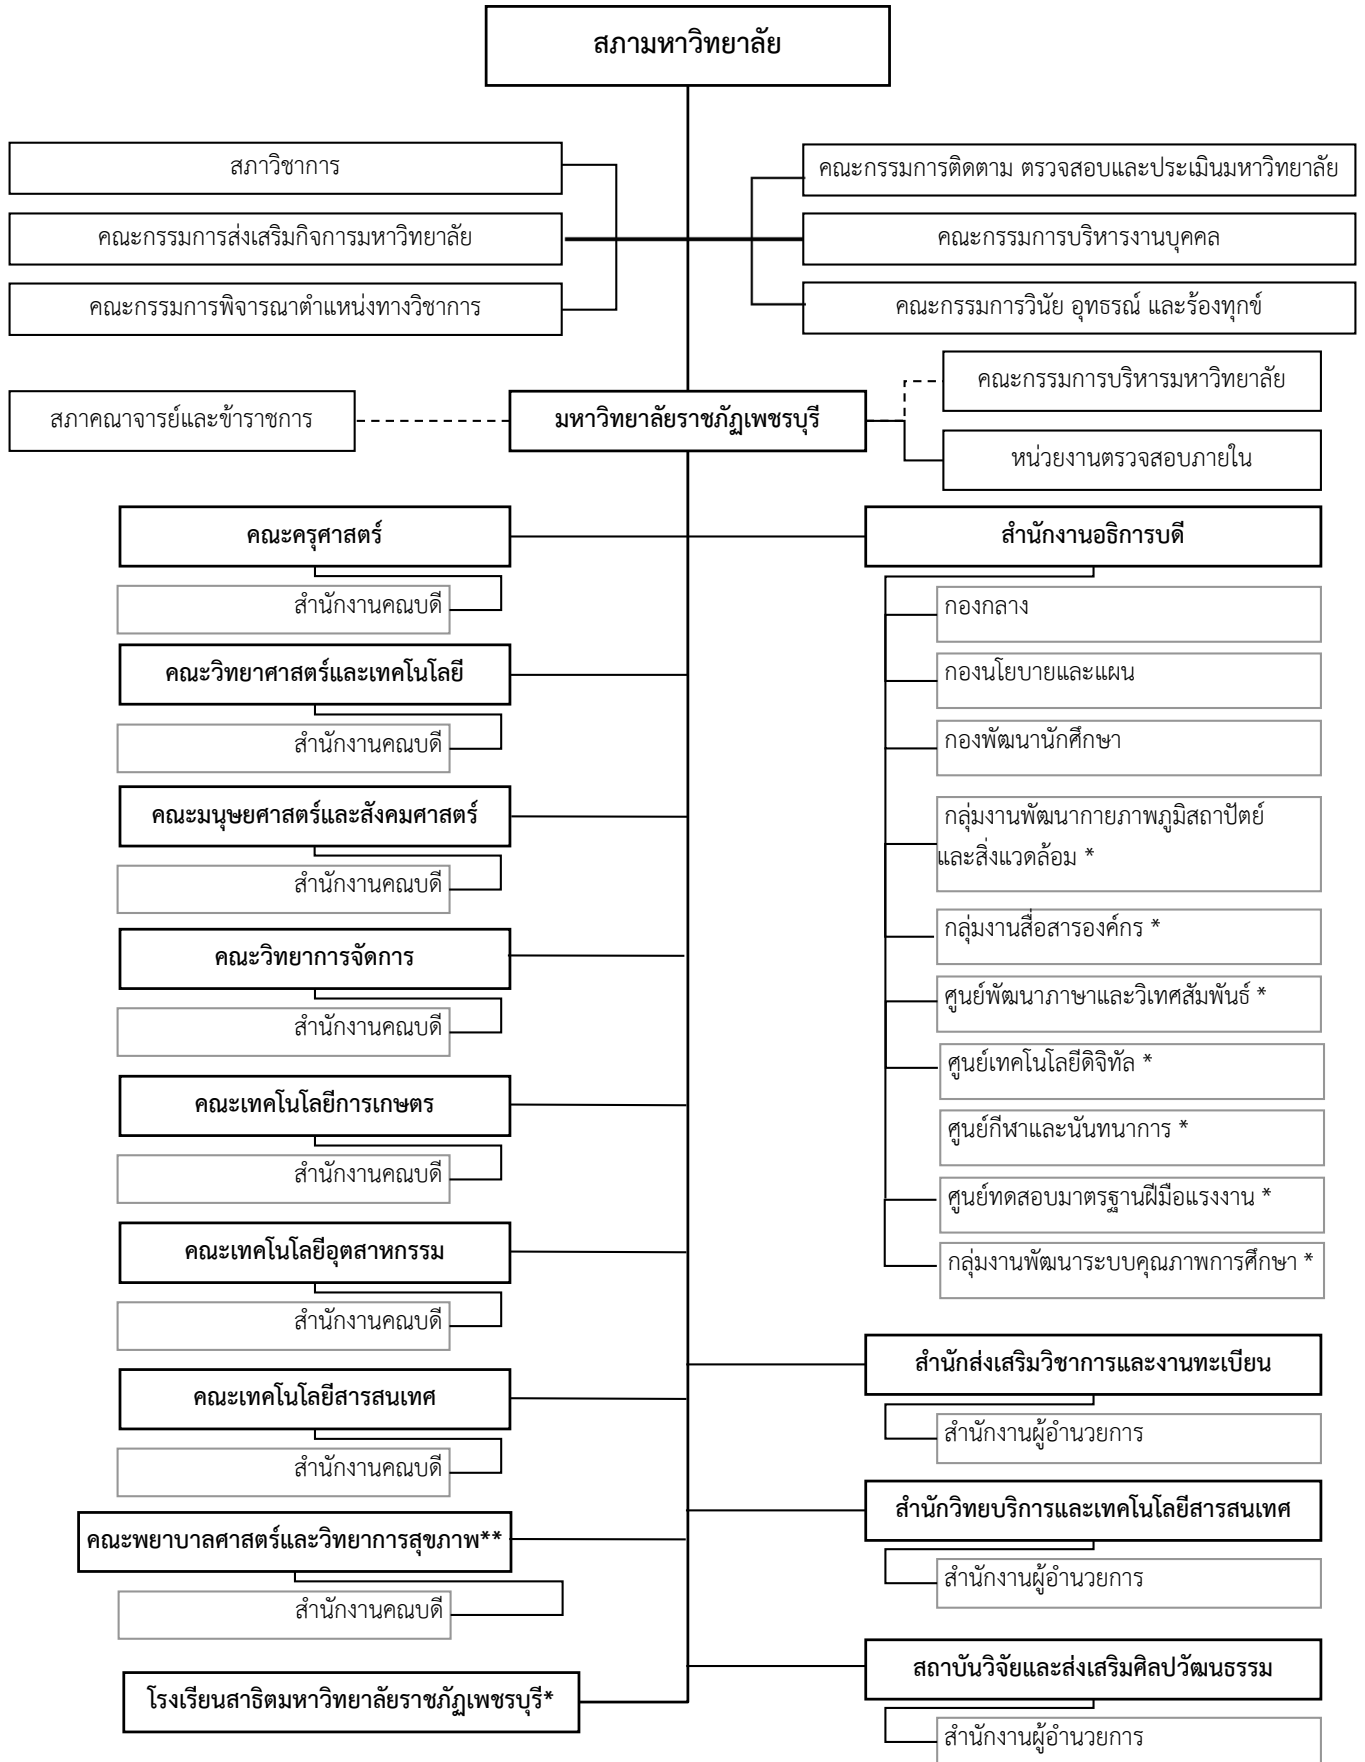 สภามหาวิทยาลัย
สภาวิชาการ
คณะกรรมการส่งเสริมกิจการมหาวิทยาลัย
คณะกรรมการพิจารณาตำแหน่งทางวิชาการ
คณะกรรมการติดตาม ตรวจสอบและประเมินมหาวิทยาลัย
คณะกรรมการบริหารงานบุคคล
คณะกรรมการวินัย อุทธรณ์ และร้องทุกข์
สภาคณาจารย์และข้าราชการ
มหาวิทยาลัยราชภัฏเพชรบุรี
คณะกรรมการบริหารมหาวิทยาลัย
หน่วยงานตรวจสอบภายใน
คณะครุศาสตร์
สำนักงานคณบดี
คณะวิทยาศาสตร์และเทคโนโลยี
สำนักงานคณบดี
คณะมนุษยศาสตร์และสังคมศาสตร์
สำนักงานคณบดี
คณะวิทยาการจัดการ
สำนักงานคณบดี
คณะเทคโนโลยีการเกษตร
สำนักงานคณบดี
คณะเทคโนโลยีอุตสาหกรรม
สำนักงานคณบดี
คณะเทคโนโลยีสารสนเทศ
สำนักงานคณบดี
คณะพยาบาลศาสตร์และวิทยาการสุขภาพ**
สำนักงานคณบดี
โรงเรียนสาธิตมหาวิทยาลัยราชภัฏเพชรบุรี*
สำนักงานอธิการบดี
กองกลาง
กองนโยบายและแผน
กองพัฒนานักศึกษา
กลุ่มงานพัฒนากายภาพภูมิสถาปัตย์
และสิ่งแวดล้อม *
กลุ่มงานสื่อสารองค์กร *
ศูนย์พัฒนาภาษาและวิเทศสัมพันธ์ *
ศูนย์เทคโนโลยีดิจิทัล *
ศูนย์กีฬาและนันทนาการ *
ศูนย์ทดสอบมาตรฐานฝีมือแรงงาน *
กลุ่มงานพัฒนาระบบคุณภาพการศึกษา *
สำนักส่งเสริมวิชาการและงานทะเบียน
สำนักงานผู้อำนวยการ
สำนักวิทยบริการและเทคโนโลยีสารสนเทศ
สำนักงานผู้อำนวยการ
สถาบันวิจัยและส่งเสริมศิลปวัฒนธรรม
สำนักงานผู้อำนวยการ